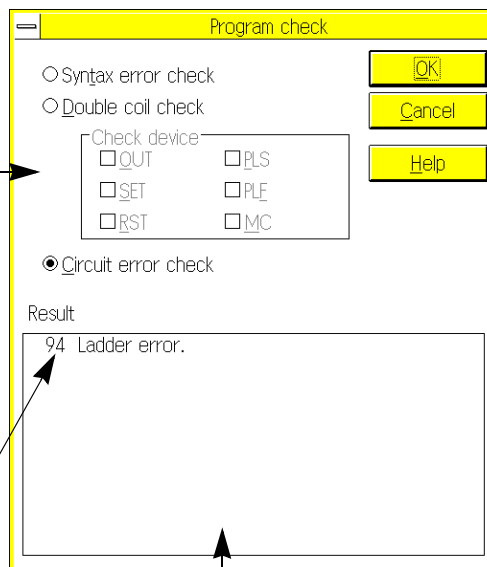 Program check
Syntax error check
Double coil check
Check device
OUT PLS
SET PLF
RST MC
Circuit error check
OK
Cancel
Help
Result
94 Ladder error.